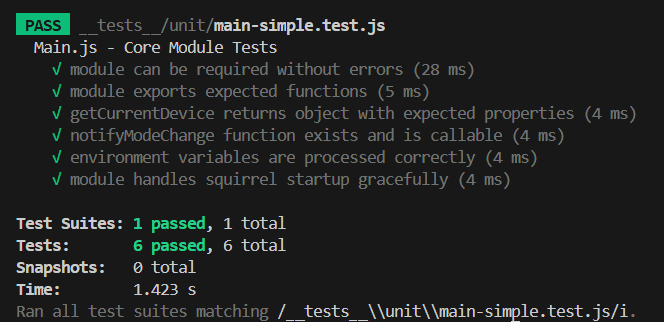 PASS __tests__/unit/main-simple.test.js
Main.js - Core Module Tests
√ module can be required without errors (28 ms)
√ module exports expected functions (5 ms)
√ getCurrentDevice returns object with expected properties (4 ms)
√ notifyModeChange function exists and is callable (4 ms)
√ environment variables are processed correctly (4 ms)
√ module handles squirrel startup gracefully (4 ms)
Test Suites: 1 passed, 1 total
Tests: 6 passed, 6 total
Snapshots: 0 total
Time: 1.423 s
Ran all test suites matching /__tests__\\unit\\main-simple.test.js/i.